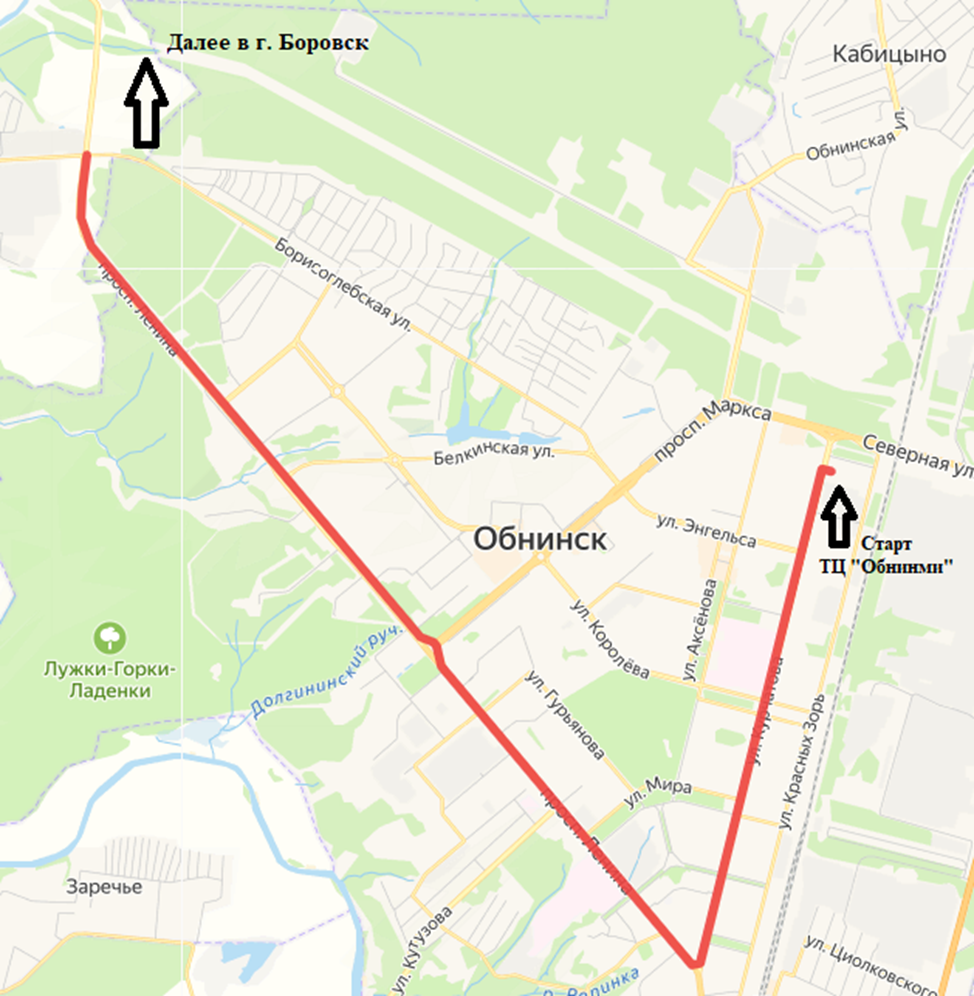 Далее в г. Боровск
Кабицыно
Обнинская ул.
просп. Ленина
Борисоглебская ул.
просп. Маркса
Северная ул
Белкинская ул.
ул. Энгельса
Обнинск
Старт
ТЦ "Обнинми"
Лужки-Горки-
Ладенки
Долгининский руч.
ул. Королёва
ул. Аксёнова
ул. Гурьянова
ул. Курчатова
ул. Красных Зорь
ул. Мира
просп. Ленина
Заречье
ул. Кутузова
ул. Циолковского
р. Репинка